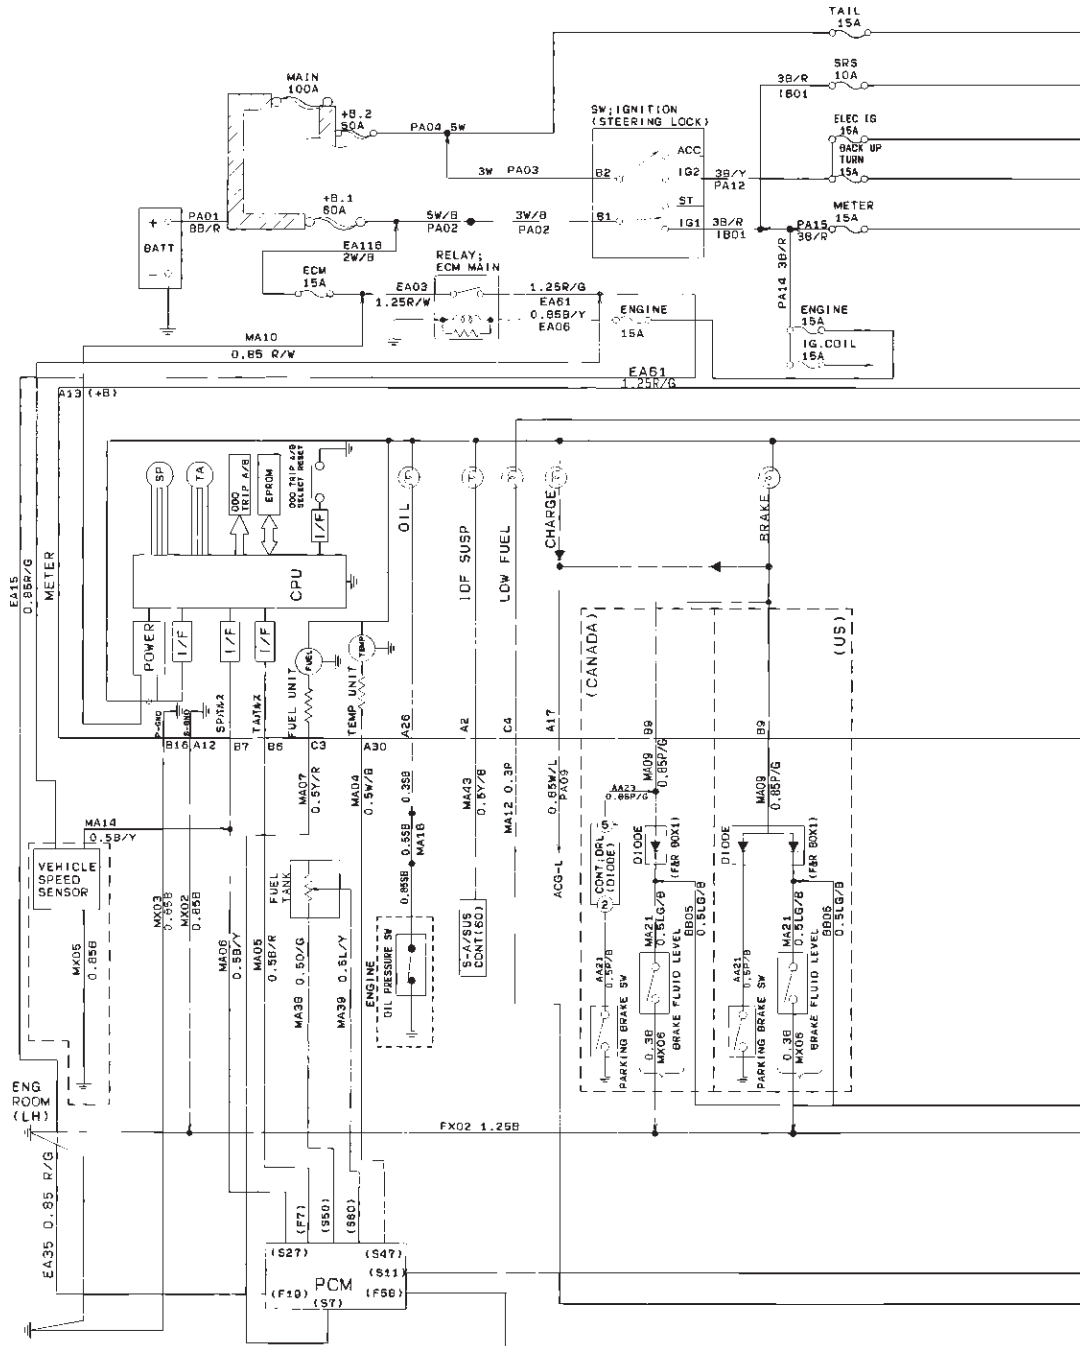 TAIL
15A
SRS
10A
3B/R
IB01
MAIN
100A
+B.2
50A
PA04 5W
SW;IGNITION
(STEERING LOCK)
ELEC IG
15A
BACK UP
TURN
15A
ACC
B2
IG2
3B/Y
PA12
3W PA03
ST
+B.1
60A
5W/B
PA02
3W/B
PA02
B1
IG1
3B/R
IB01
METER
15A
PA15
3B/R
PA01
8B/R
BATT
EA118
2W/B
ECM
15A
RELAY;
ECM MAIN
EA03
1.25R/W
1.25R/G
EA61
0.85B/Y
EA06
ENGINE
15A
PA14 3B/R
ENGINE
15A
IG.COIL
15A
MA10
0.85 R/W
EA61
1.25R/G
A13 (+B)
SP
TA
ODO
TRIP A/B
EPROM
ODO TRIP A/B
SELECT RESET
I/F
OIL
IDF SUSP
LOW FUEL
CHARGE
BRAKE
EA15
0.85R/G
METER
CPU
POWER
I/F
I/F
I/F
FUEL
TEMP
(CANADA)
(US)
P-GND
S-GND
FUEL UNIT
TEMP UNIT
B16
A12
B7
B6
C3
A30
A26
A2
C4
A17
B9
B9
MA07
0.5Y/R
MA04
0.3SB
MA43
0.5Y/B
MA12 0.3P
0.85W/L
PA09
MA09
0.85P/G
MA09
0.85P/G
AA23
0.85P/G
MA14
0.5B/Y
0.5SB
MA18
0.85SB
VEHICLE
SPEED
SENSOR
FUEL
TANK
5
CONT;DRL
(DIODE)
2
DIODE
(F&R BOX1)
DIODE
(F&R BOX1)
ACG-L
MX05
0.85B
MX03
0.85B
MX02
0.85B
MA06
0.5B/Y
MA05
0.5B/R
MA38 0.5O/G
MA39 0.5L/Y
ENGINE
OIL PRESSURE SW
S-A/SUS
CONT(60)
AA21
0.5P/B
MA21
0.5LG/B
BB05
0.5LG/B
AA21
0.5P/B
MA21
0.5LG/B
BB06
0.5LG/B
PARKING BRAKE SW
0.3B
MX06
BRAKE FLUID LEVEL
PARKING BRAKE SW
0.3B
MX06
BRAKE FLUID LEVEL
ENG.
ROOM
(LH)
FX02 1.25B
EA35 0.85 R/G
(F7)
(S50)
(S60)
(S27)
(S47)
(S11)
PCM
(F19)
(F58)
(S7)